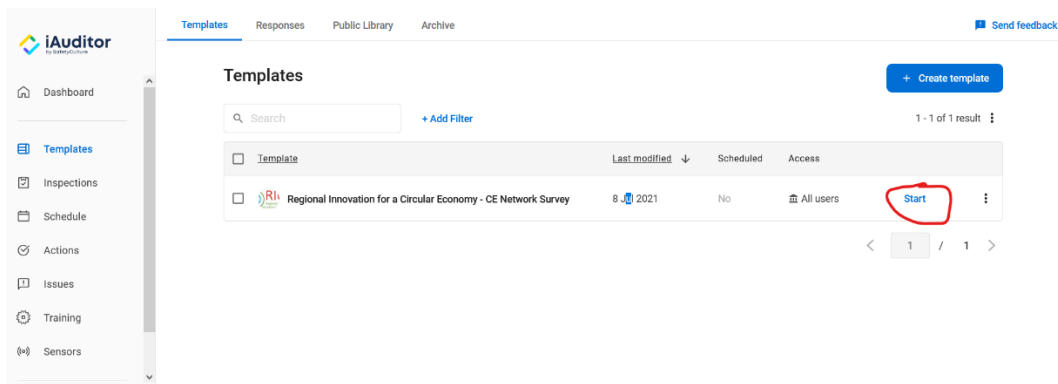 iAuditor
by SafetyCulture
Dashboard
Templates
Inspections
Schedule
Actions
Issues
Training
Sensors
Templates Responses Public Library Archive
Send feedback
Templates
+ Create template
Search
+ Add Filter
1 - 1 of 1 result
Template Last modified Scheduled Access
Regional Innovation for a Circular Economy - CE Network Survey 8 Jul 2021 No All users Start
1 / 1